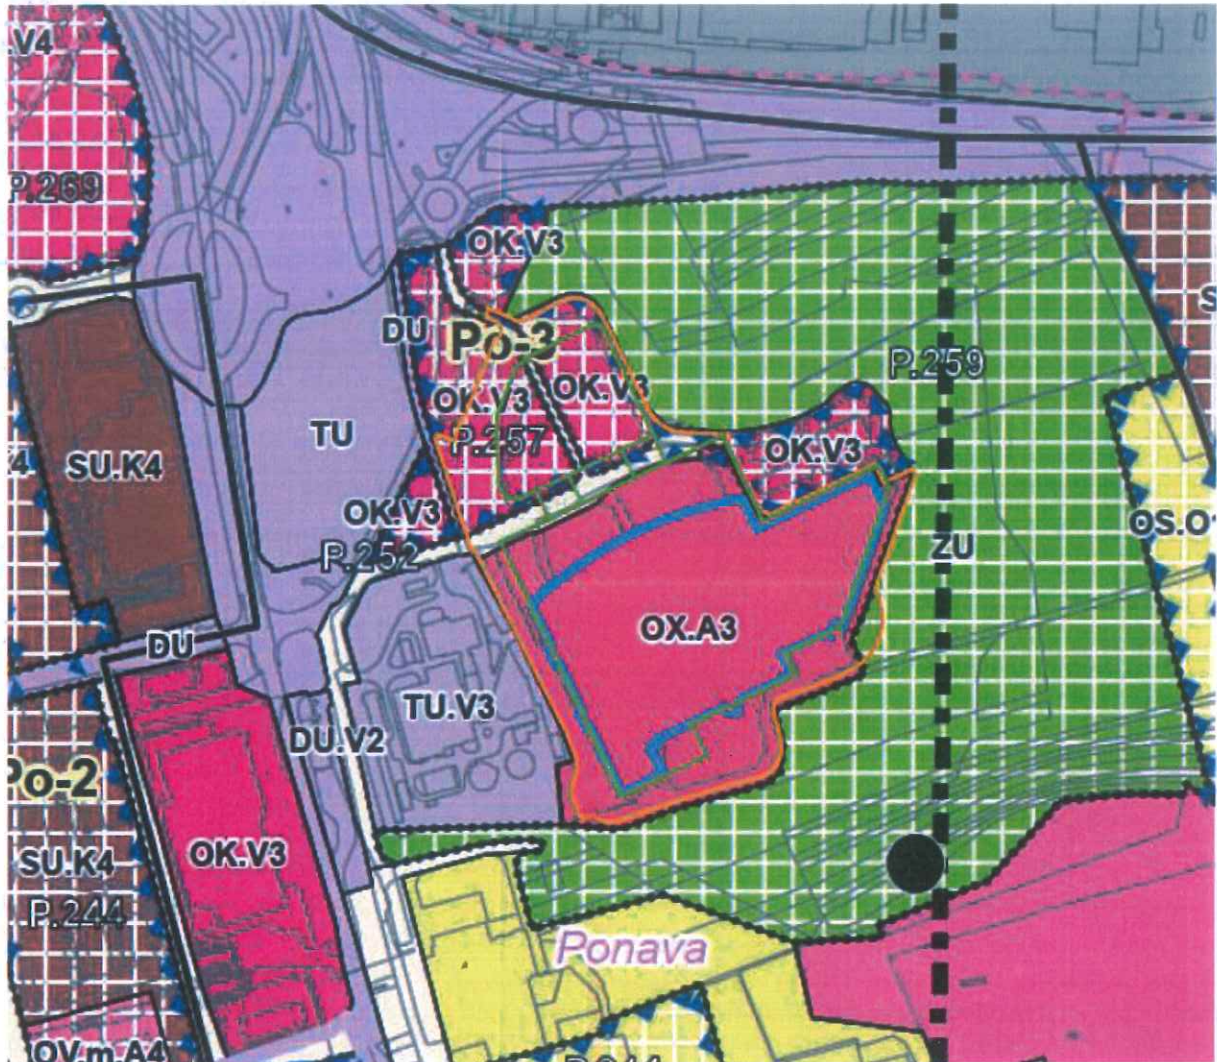 .V4
P.269
OK.V3
DU
Po-3
OK.V3
OK.V3
P.259
P.257
OK.V3
TU
SU.K4
OK.V3
OS.O
P.252
ZU
OX.A3
DU
TU.V3
DU.V2
Po-2
OK.V3
SU.K4
P.244
Ponava
OV.m.A4